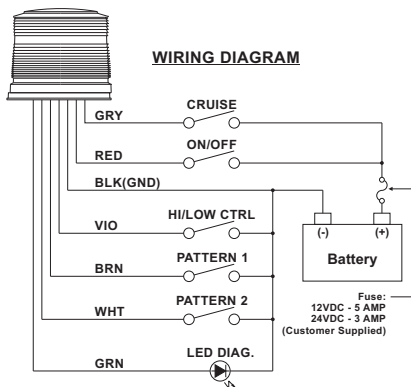 WIRING DIAGRAM
GRY
CRUISE
RED
ON/OFF
BLK(GND)
VIO
HI/LOW CTRL
BRN
PATTERN 1
WHT
PATTERN 2
GRN
LED DIAG.
(-)
(+)
Battery
Fuse:
12VDC - 5 AMP
24VDC - 3 AMP
(Customer Supplied)